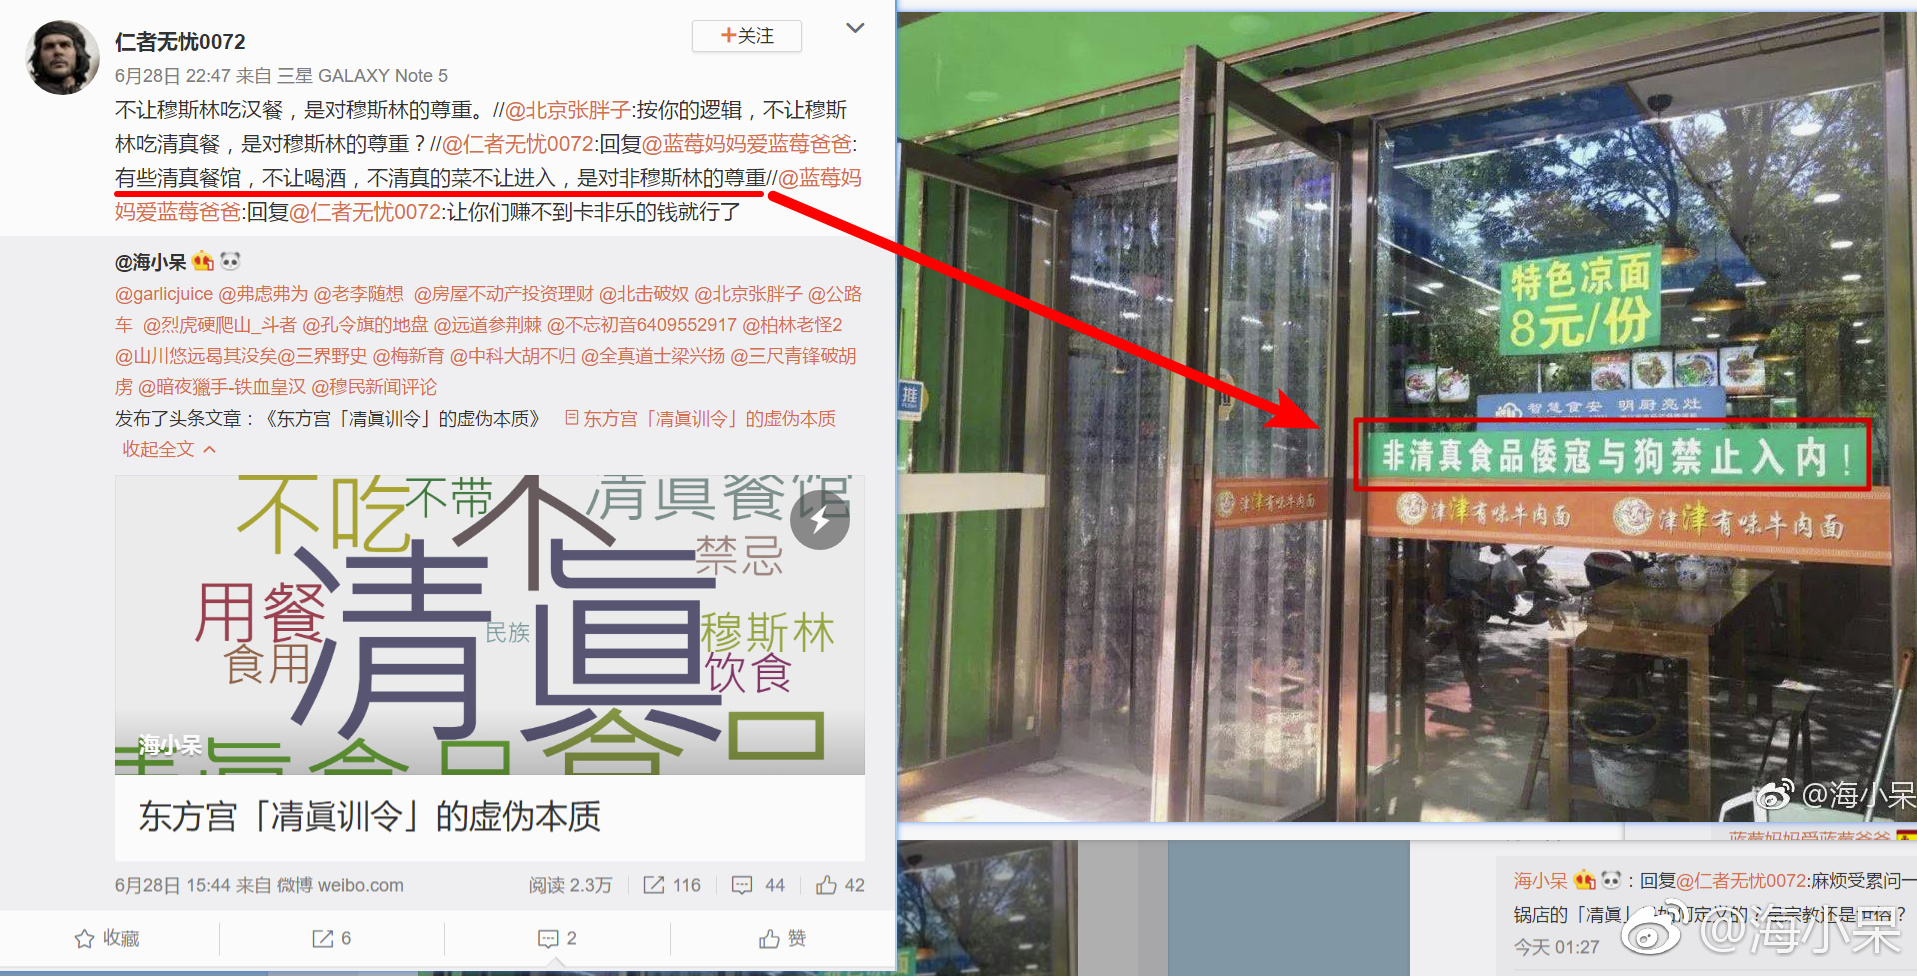 仁者无忧0072
+关注
6月28日 22:47 来自 三星 GALAXY Note 5
不让穆斯林吃汉餐，是对穆斯林的尊重。//@北京张胖子:按你的逻辑，不让穆斯
林吃清真餐，是对穆斯林的尊重？//@仁者无忧0072:回复@蓝莓妈妈爱蓝莓爸爸:
有些清真餐馆，不让喝酒，不清真的菜不让进入，是对非穆斯林的尊重//@蓝莓妈
妈爱蓝莓爸爸:回复@仁者无忧0072:让你们赚不到卡非乐的钱就行了
@海小呆
@garlicjuice @弗虑弗为 @老李随想 @房屋不动产投资理财 @北击破奴 @北京张胖子 @公路
车 @烈虎硬爬山_斗者 @孔令旗的地盘 @远道参荆棘 @不忘初音6409552917 @柏林老怪2
@山川悠远曷其没矣@三界野史 @梅新育 @中科大胡不归 @全真道士梁兴扬 @三尺青锋破胡
虏 @暗夜獵手-铁血皇汉 @穆民新闻评论
发布了头条文章：《东方宫「清眞训令」的虚伪本质》 东方宫「清眞训令」的虚伪本质
收起全文
不吃 不带 不 清眞餐馆
禁忌
清眞
用餐
民族
穆斯林
食用
饮食
清眞食品
食品
海小呆
东方宫「清眞训令」的虚伪本质
6月28日 15:44 来自 微博 weibo.com
阅读 2.3万 116 44 42
收藏 6 2 赞
特色凉面
8元/份
推
智慧食安 明厨亮灶
非清真食品倭寇与狗禁止入内！
津津有味牛肉面
津津有味牛肉面 津津有味牛肉面
@海小呆
蓝莓妈妈爱蓝莓爸爸
海小呆：回复@仁者无忧0072:麻烦受累问一
锅店的「清眞」是如何定义的？是宗教还是世俗？
今天 01:27
@海小呆